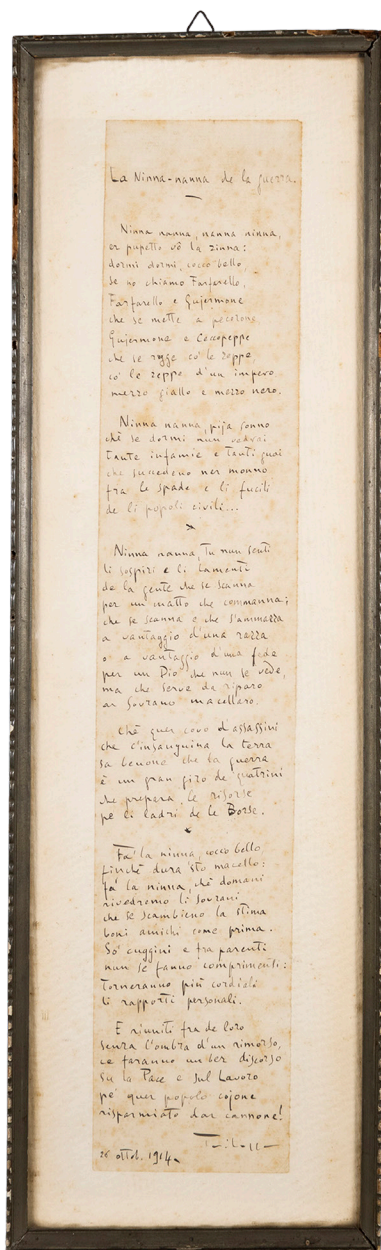 La Ninna-nanna de la guerra.
Ninna nanna, nanna ninna,
er pupetto vô la zinna:
dormi dormi, cocco bello,
se no chiamo Farfarello,
Farfarello e Gujermone
che se mette a pecorone
Gujermone e Ceccopeppe
che se regge co' le zeppe
co' le zeppe d'un impero
mezzo giallo e mezzo nero.
Ninna nanna, pija sonno
chè se dormi nun vedrai
tante infamie e tanti guai
che succedeno ner monno
fra le spade e li fucili
de li popoli civili...
Ninna nanna, tu nun senti
li sospiri e li lamenti
de la gente che se scanna
per un matto che commanna;
che se scanna e che s'ammazza
a vantaggio d'una razza
o a vantaggio d'una fede
per un Dio che nun se vede,
ma che serve da riparo
ar Sovrano macellaro.
Chè quer covo d'assassini
che c'insanguina la terra
sa benone che la guerra
è un gran giro de quatrini
che prepara le risorse
pe li ladri de le Borse.
Fa' la ninna, cocco bello,
finchè dura 'sto macello:
fa' la ninna, chè domani
rivedremo li Sovrani
che se scambieno la stima
boni amichi come prima.
So' cuggini e fra parenti
nun se fanno comprimenti:
torneranno più cordiali
li rapporti personali.
E riuniti fra de loro
senza l'ombra d'un rimorso,
ce faranno un ber discorso
su la Pace e sul Lavoro
pe' quer popolo cojone
risparmiato dar cannone!
Trilussa
26 ottob. 1914